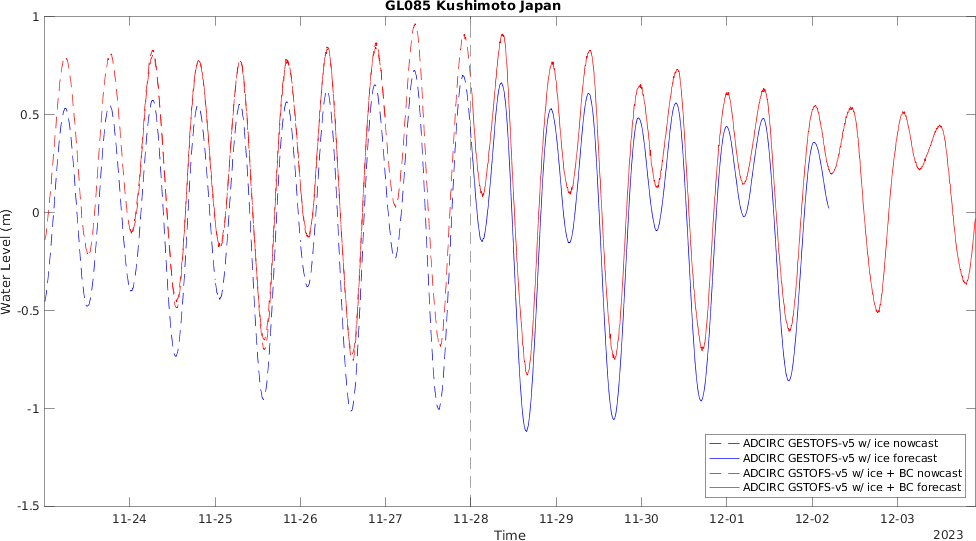 GL085 Kushimoto Japan
1
0.5
0
-0.5
-1
-1.5
Water Level (m)
11-24 11-25 11-26 11-27 11-28 11-29 11-30 12-01 12-02 12-03
Time
2023
ADCIRC GESTOFS-v5 w/ ice nowcast
ADCIRC GESTOFS-v5 w/ ice forecast
ADCIRC GSTOFS-v5 w/ ice + BC nowcast
ADCIRC GSTOFS-v5 w/ ice + BC forecast